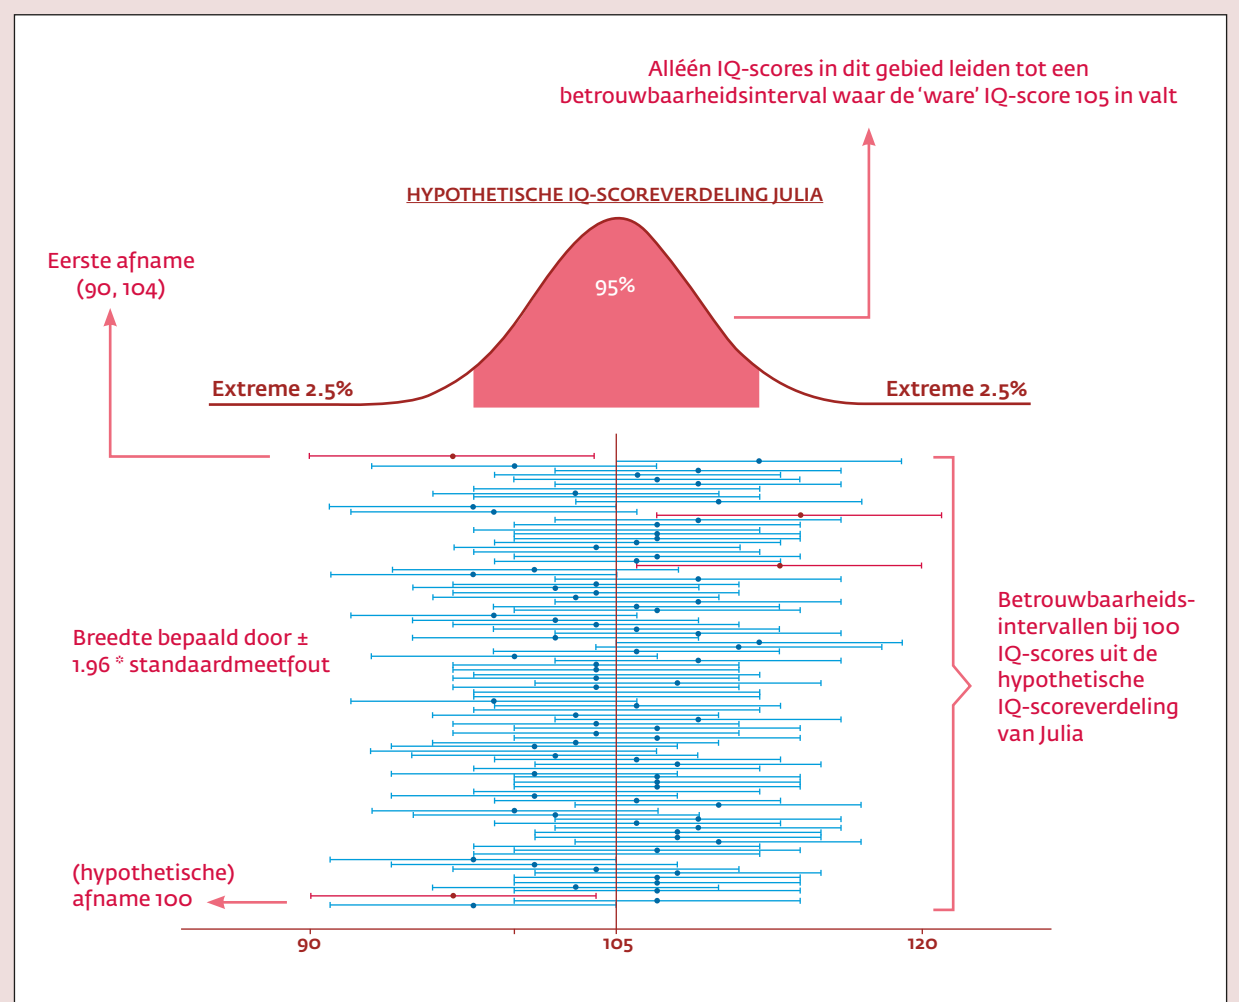 Alléén IQ-scores in dit gebied leiden tot een
betrouwbaarheidsinterval waar de ‘ware’ IQ-score 105 in valt
HYPOTHETISCHE IQ-SCOREVERDELING JULIA
Eerste afname
(90, 104)
95%
Extreme 2.5%
Extreme 2.5%
Breedte bepaald door ±
1.96 * standaardmeetfout
Betrouwbaarheids-
intervallen bij 100
IQ-scores uit de
hypothetische
IQ-scoreverdeling
van Julia
(hypothetische)
afname 100
90
105
120